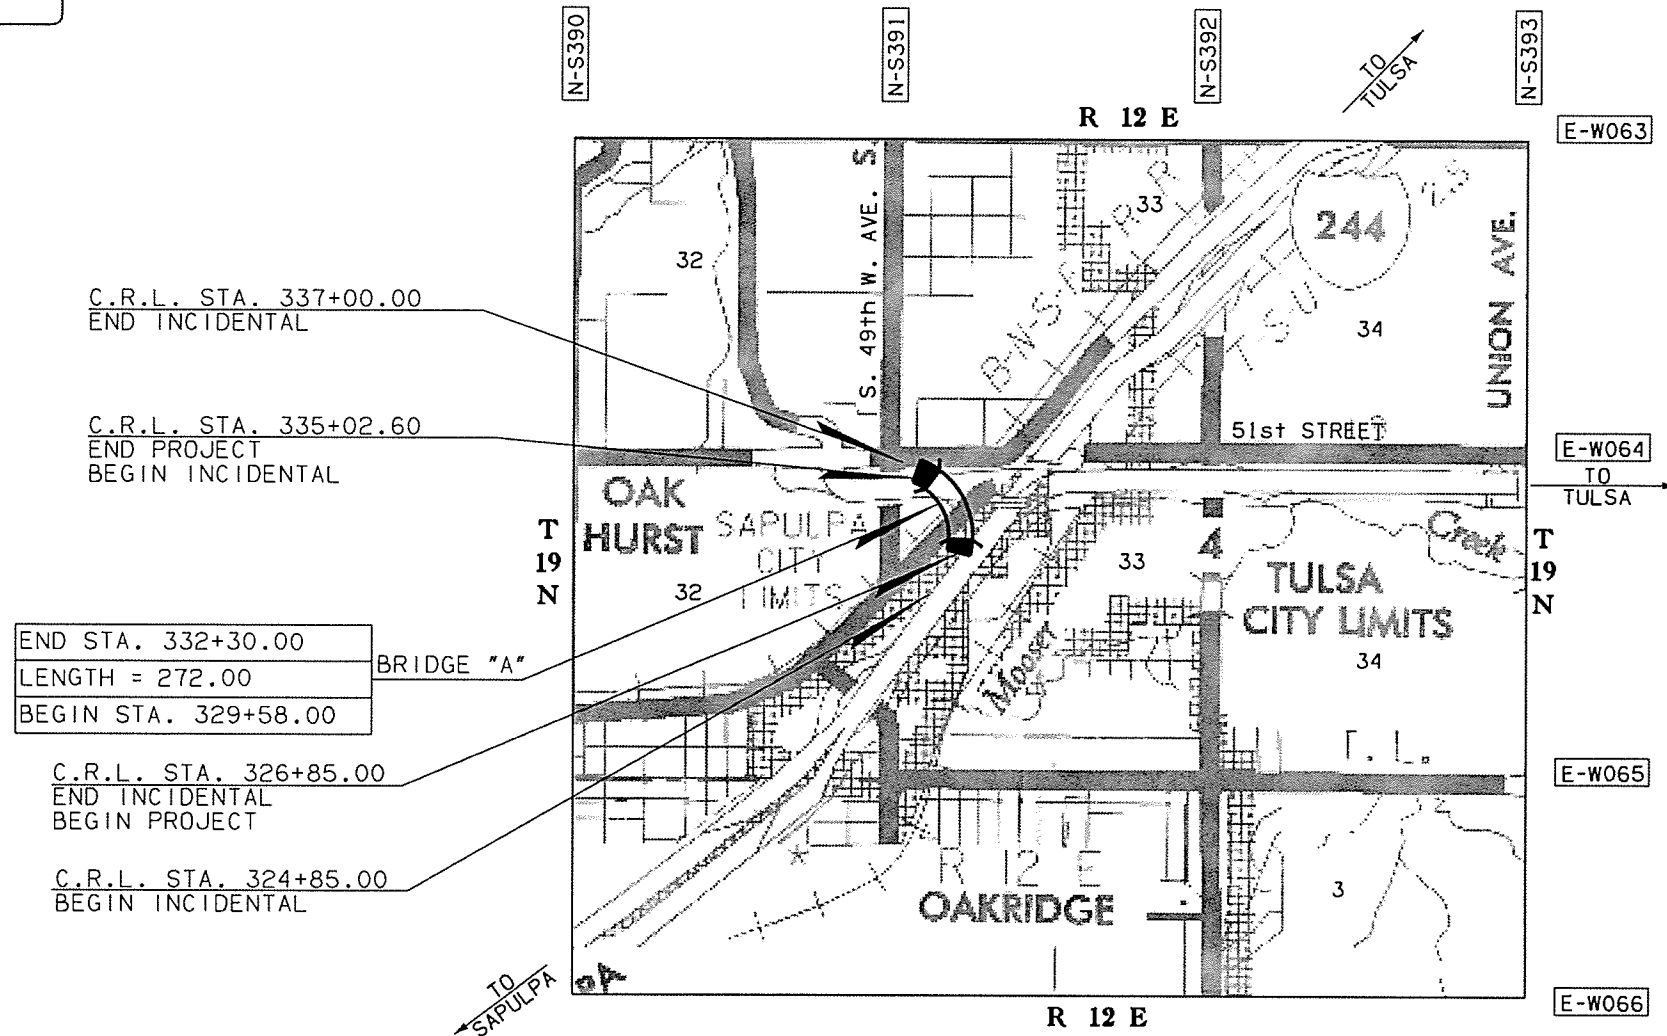 N-S390
N-S391
N-S392
N-S393
TO
TULSA
R 12 E
E-W063
S. 49th W. AVE. S.
33
B-N-S-F R R
244
32
34
T S U
UNION AVE.
C.R.L. STA. 337+00.00
END INCIDENTAL
C.R.L. STA. 335+02.60
END PROJECT
BEGIN INCIDENTAL
51st STREET
E-W064
TO
TULSA
OAK
HURST
SAPULPA
CITY
LIMITS
32
T
19
N
33
4
Creek
T
19
N
TULSA
CITY LIMITS
34
Mooser
END STA. 332+30.00
LENGTH = 272.00
BEGIN STA. 329+58.00
BRIDGE "A"
C.R.L. STA. 326+85.00
END INCIDENTAL
BEGIN PROJECT
E-W065
C.R.L. STA. 324+85.00
BEGIN INCIDENTAL
R 12 E
OAKRIDGE
3
TO
SAPULPA
R 12 E
E-W066